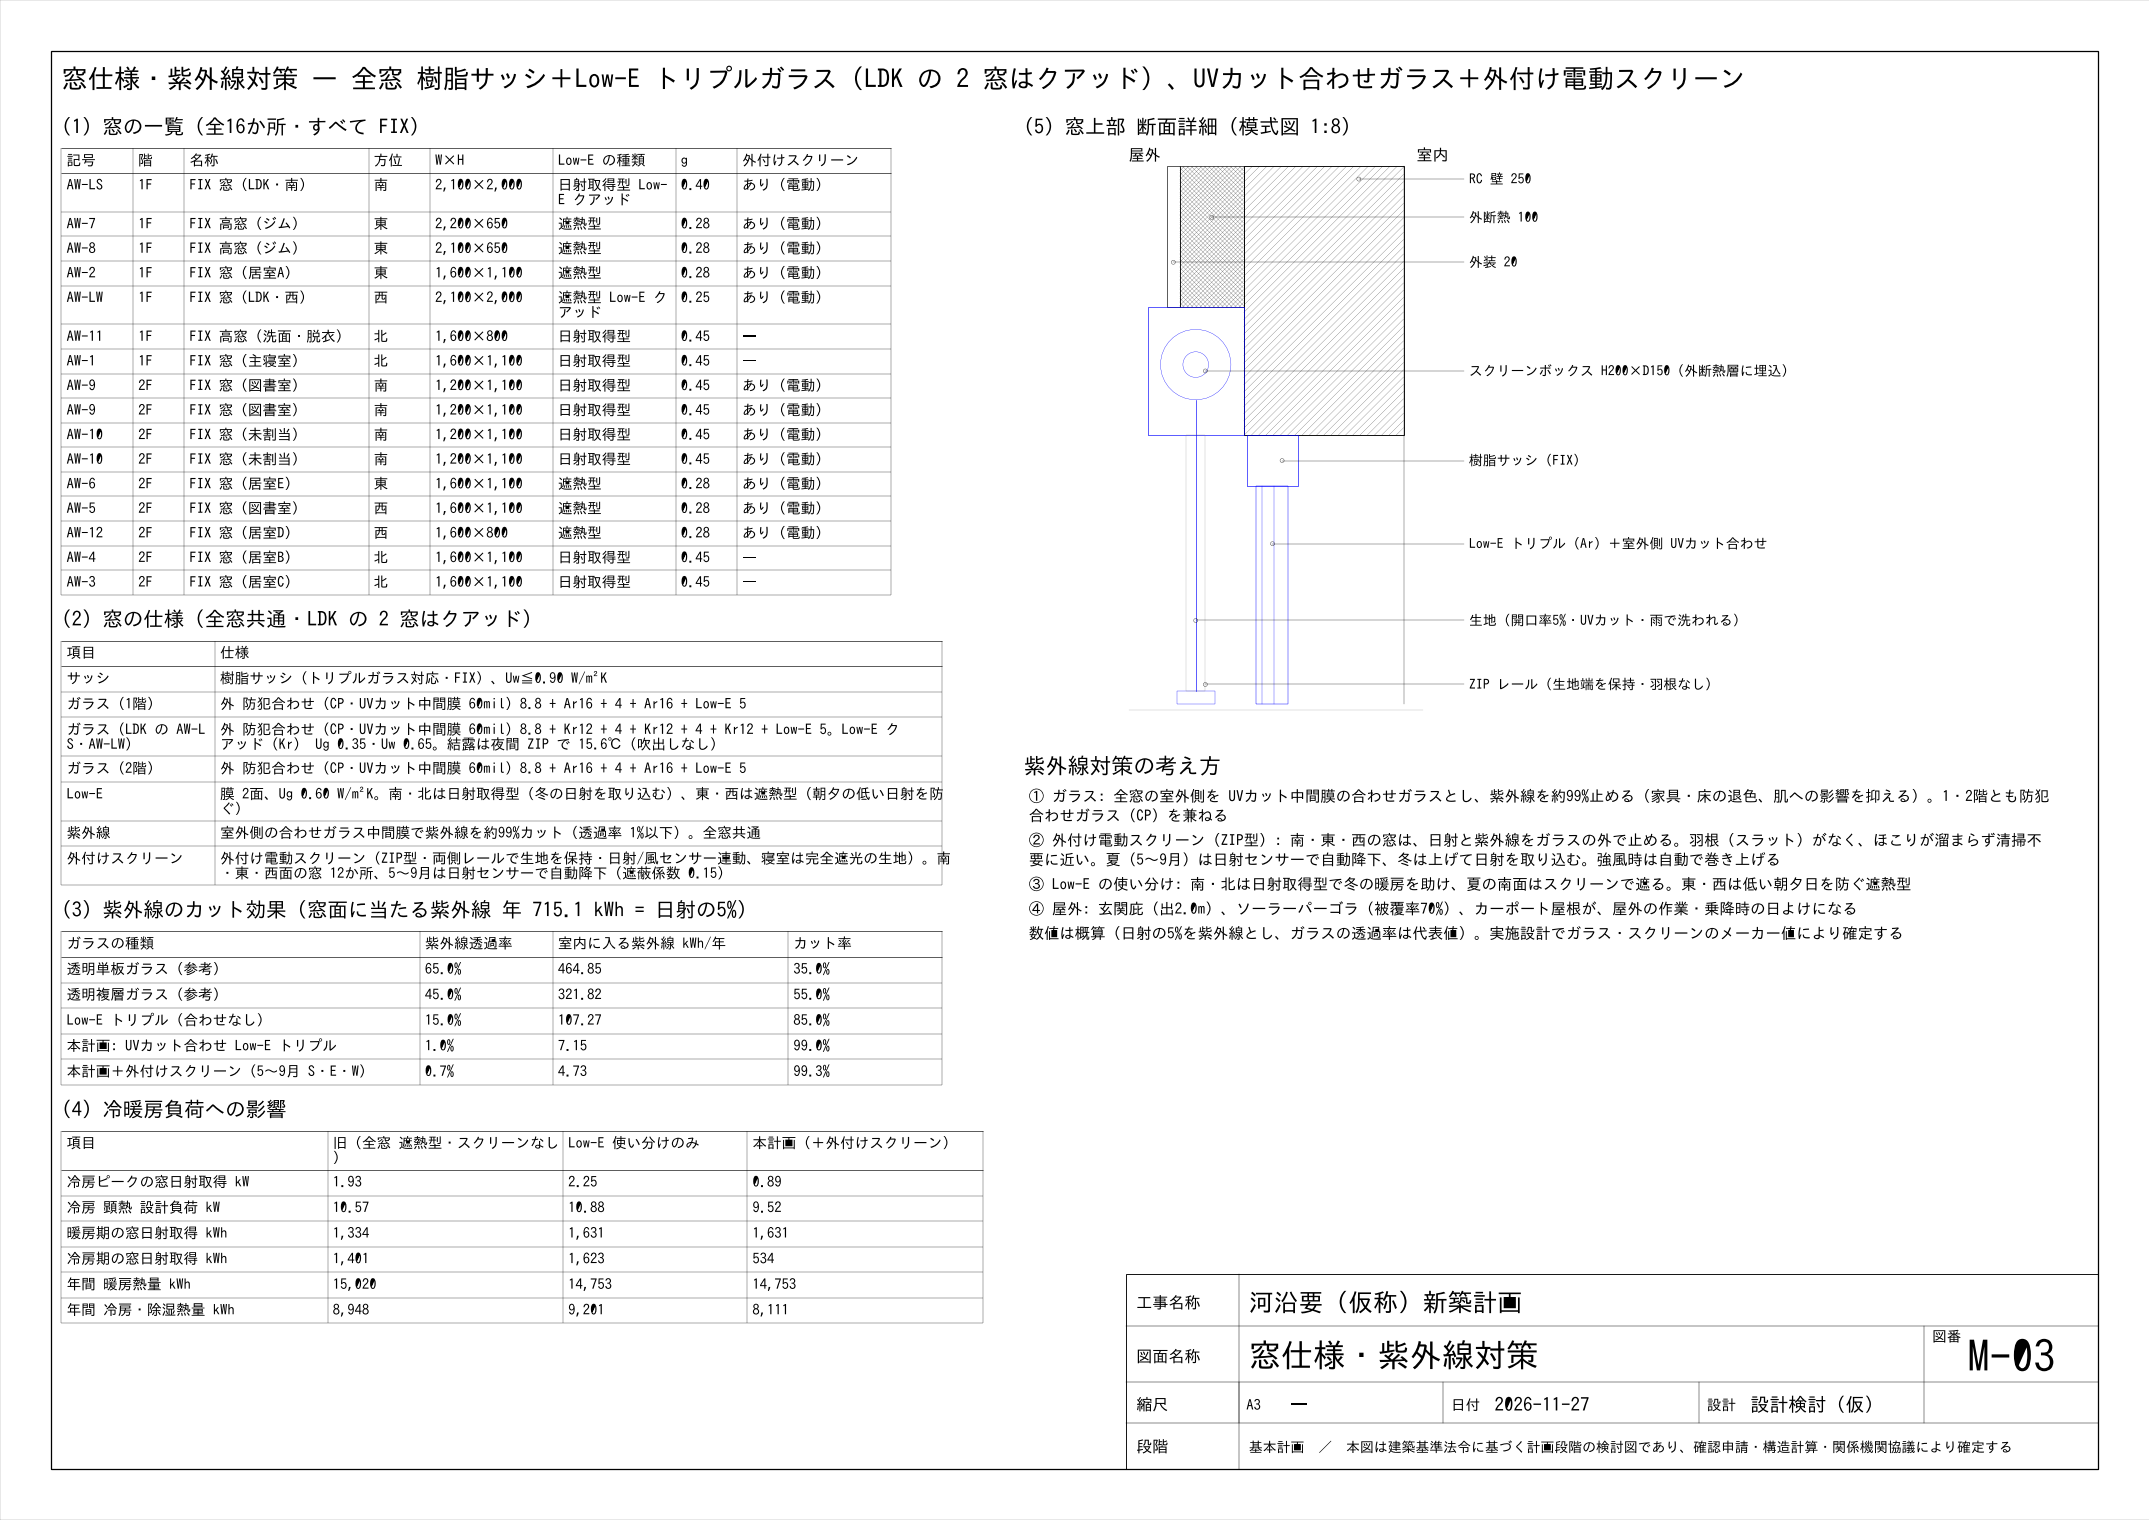 窓仕様・紫外線対策 ― 全窓 樹脂サッシ＋Low-E トリプルガラス（LDK の 2 窓はクアッド）、UVカット合わせガラス＋外付け電動スクリーン
（1）窓の一覧（全16か所・すべて FIX）
記号 階 名称 方位 W×H Low-E の種類 g 外付けスクリーン
AW-LS 1F FIX 窓（LDK・南） 南 2,100×2,000 日射取得型 Low-E クアッド 0.40 あり（電動）
AW-7 1F FIX 高窓（ジム） 東 2,200×650 遮熱型 0.28 あり（電動）
AW-8 1F FIX 高窓（ジム） 東 2,100×650 遮熱型 0.28 あり（電動）
AW-2 1F FIX 窓（居室A） 東 1,600×1,100 遮熱型 0.28 あり（電動）
AW-LW 1F FIX 窓（LDK・西） 西 2,100×2,000 遮熱型 Low-E クアッド 0.25 あり（電動）
AW-11 1F FIX 高窓（洗面・脱衣） 北 1,600×800 日射取得型 0.45 ―
AW-1 1F FIX 窓（主寝室） 北 1,600×1,100 日射取得型 0.45 ―
AW-9 2F FIX 窓（図書室） 南 1,200×1,100 日射取得型 0.45 あり（電動）
AW-9 2F FIX 窓（図書室） 南 1,200×1,100 日射取得型 0.45 あり（電動）
AW-10 2F FIX 窓（未割当） 南 1,200×1,100 日射取得型 0.45 あり（電動）
AW-10 2F FIX 窓（未割当） 南 1,200×1,100 日射取得型 0.45 あり（電動）
AW-6 2F FIX 窓（居室E） 東 1,600×1,100 遮熱型 0.28 あり（電動）
AW-5 2F FIX 窓（図書室） 西 1,600×1,100 遮熱型 0.28 あり（電動）
AW-12 2F FIX 窓（居室D） 西 1,600×800 遮熱型 0.28 あり（電動）
AW-4 2F FIX 窓（居室B） 北 1,600×1,100 日射取得型 0.45 ―
AW-3 2F FIX 窓（居室C） 北 1,600×1,100 日射取得型 0.45 ―
（2）窓の仕様（全窓共通・LDK の 2 窓はクアッド）
項目 仕様
サッシ 樹脂サッシ（トリプルガラス対応・FIX）、Uw≦0.90 W/m²K
ガラス（1階） 外 防犯合わせ（CP・UVカット中間膜 60mil）8.8 + Ar16 + 4 + Ar16 + Low-E 5
ガラス（LDK の AW-LS・AW-LW） 外 防犯合わせ（CP・UVカット中間膜 60mil）8.8 + Kr12 + 4 + Kr12 + 4 + Kr12 + Low-E 5。Low-E ク
アッド（Kr） Ug 0.35・Uw 0.65。結露は夜間 ZIP で 15.6℃（吹出しなし）
ガラス（2階） 外 防犯合わせ（CP・UVカット中間膜 60mil）8.8 + Ar16 + 4 + Ar16 + Low-E 5
Low-E 膜 2面、Ug 0.60 W/m²K。南・北は日射取得型（冬の日射を取り込む）、東・西は遮熱型（朝夕の低い日射を防
ぐ）
紫外線 室外側の合わせガラス中間膜で紫外線を約99%カット（透過率 1%以下）。全窓共通
外付けスクリーン 外付け電動スクリーン（ZIP型・両側レールで生地を保持・日射/風センサー連動、寝室は完全遮光の生地）。南
・東・西面の窓 12か所、5～9月は日射センサーで自動降下（遮蔽係数 0.15）
（3）紫外線のカット効果（窓面に当たる紫外線 年 715.1 kWh = 日射の5%）
ガラスの種類 紫外線透過率 室内に入る紫外線 kWh/年 カット率
透明単板ガラス（参考） 65.0% 464.85 35.0%
透明複層ガラス（参考） 45.0% 321.82 55.0%
Low-E トリプル（合わせなし） 15.0% 107.27 85.0%
本計画: UVカット合わせ Low-E トリプル 1.0% 7.15 99.0%
本計画＋外付けスクリーン（5～9月 S・E・W） 0.7% 4.73 99.3%
（4）冷暖房負荷への影響
項目 旧（全窓 遮熱型・スクリーンなし） Low-E 使い分けのみ 本計画（＋外付けスクリーン）
冷房ピークの窓日射取得 kW 1.93 2.25 0.89
冷房 顕熱 設計負荷 kW 10.57 10.88 9.52
暖房期の窓日射取得 kWh 1,334 1,631 1,631
冷房期の窓日射取得 kWh 1,401 1,623 534
年間 暖房熱量 kWh 15,020 14,753 14,753
年間 冷房・除湿熱量 kWh 8,948 9,201 8,111
（5）窓上部 断面詳細（模式図 1:8）
屋外 室内
RC 壁 250
外断熱 100
外装 20
スクリーンボックス H200×D150（外断熱層に埋込）
樹脂サッシ（FIX）
Low-E トリプル（Ar）＋室外側 UVカット合わせ
生地（開口率5%・UVカット・雨で洗われる）
ZIP レール（生地端を保持・羽根なし）
紫外線対策の考え方
① ガラス: 全窓の室外側を UVカット中間膜の合わせガラスとし、紫外線を約99%止める（家具・床の退色、肌への影響を抑える）。1・2階とも防犯
合わせガラス（CP）を兼ねる
② 外付け電動スクリーン（ZIP型）: 南・東・西の窓は、日射と紫外線をガラスの外で止める。羽根（スラット）がなく、ほこりが溜まらず清掃不
要に近い。夏（5～9月）は日射センサーで自動降下、冬は上げて日射を取り込む。強風時は自動で巻き上げる
③ Low-E の使い分け: 南・北は日射取得型で冬の暖房を助け、夏の南面はスクリーンで遮る。東・西は低い朝夕日を防ぐ遮熱型
④ 屋外: 玄関庇（出2.0m）、ソーラーパーゴラ（被覆率70%）、カーポート屋根が、屋外の作業・乗降時の日よけになる
数値は概算（日射の5%を紫外線とし、ガラスの透過率は代表値）。実施設計でガラス・スクリーンのメーカー値により確定する
工事名称 河沿要（仮称）新築計画
図面名称 窓仕様・紫外線対策 図番 M-03
縮尺 A3 ― 日付 2026-11-27 設計 設計検討（仮）
段階 基本計画 ／ 本図は建築基準法令に基づく計画段階の検討図であり、確認申請・構造計算・関係機関協議により確定する